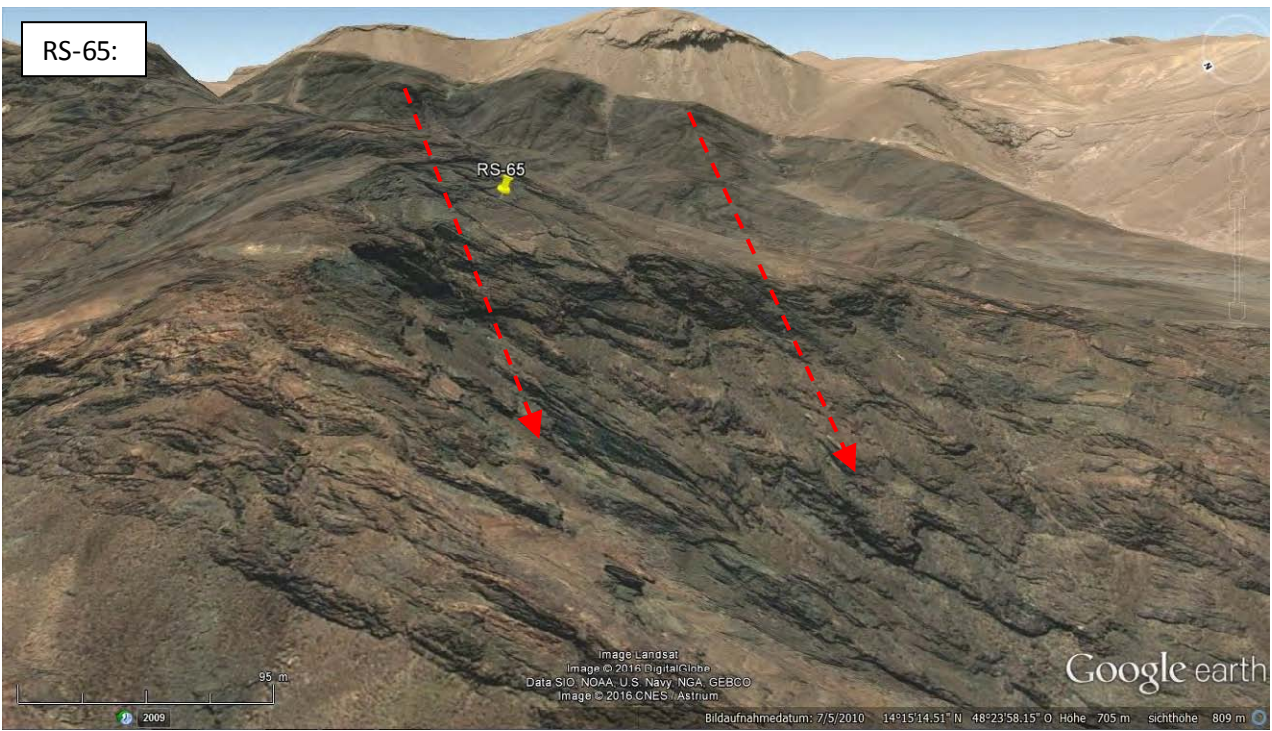 RS-65:
N
RS-65
95 m
2009
Image Landsat
Image © 2016 DigitalGlobe
Data SIO, NOAA, U.S. Navy, NGA, GEBCO
Image © 2016 CNES / Astrium
Google earth
Bildaufnahmedatum: 7/5/2010 14°15'14.51" N 48°23'58.15" O Höhe 705 m sichthöhe 809 m